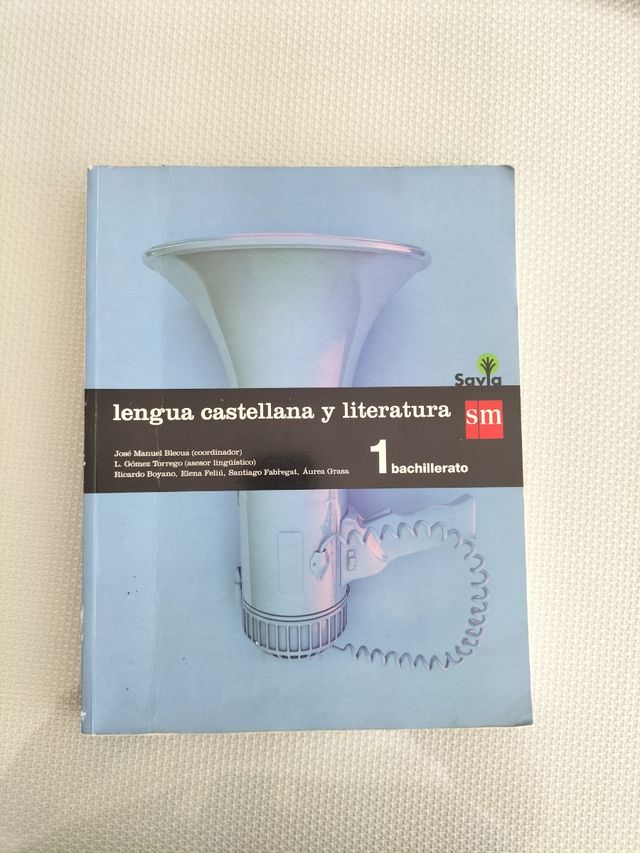 Savia
lengua castellana y literatura
sm
José Manuel Blecua (coordinador)
L. Gómez Torrego (asesor lingüístico)
Ricardo Boyano, Elena Feliú, Santiago Fabregat, Áurea Grasa
1 bachillerato